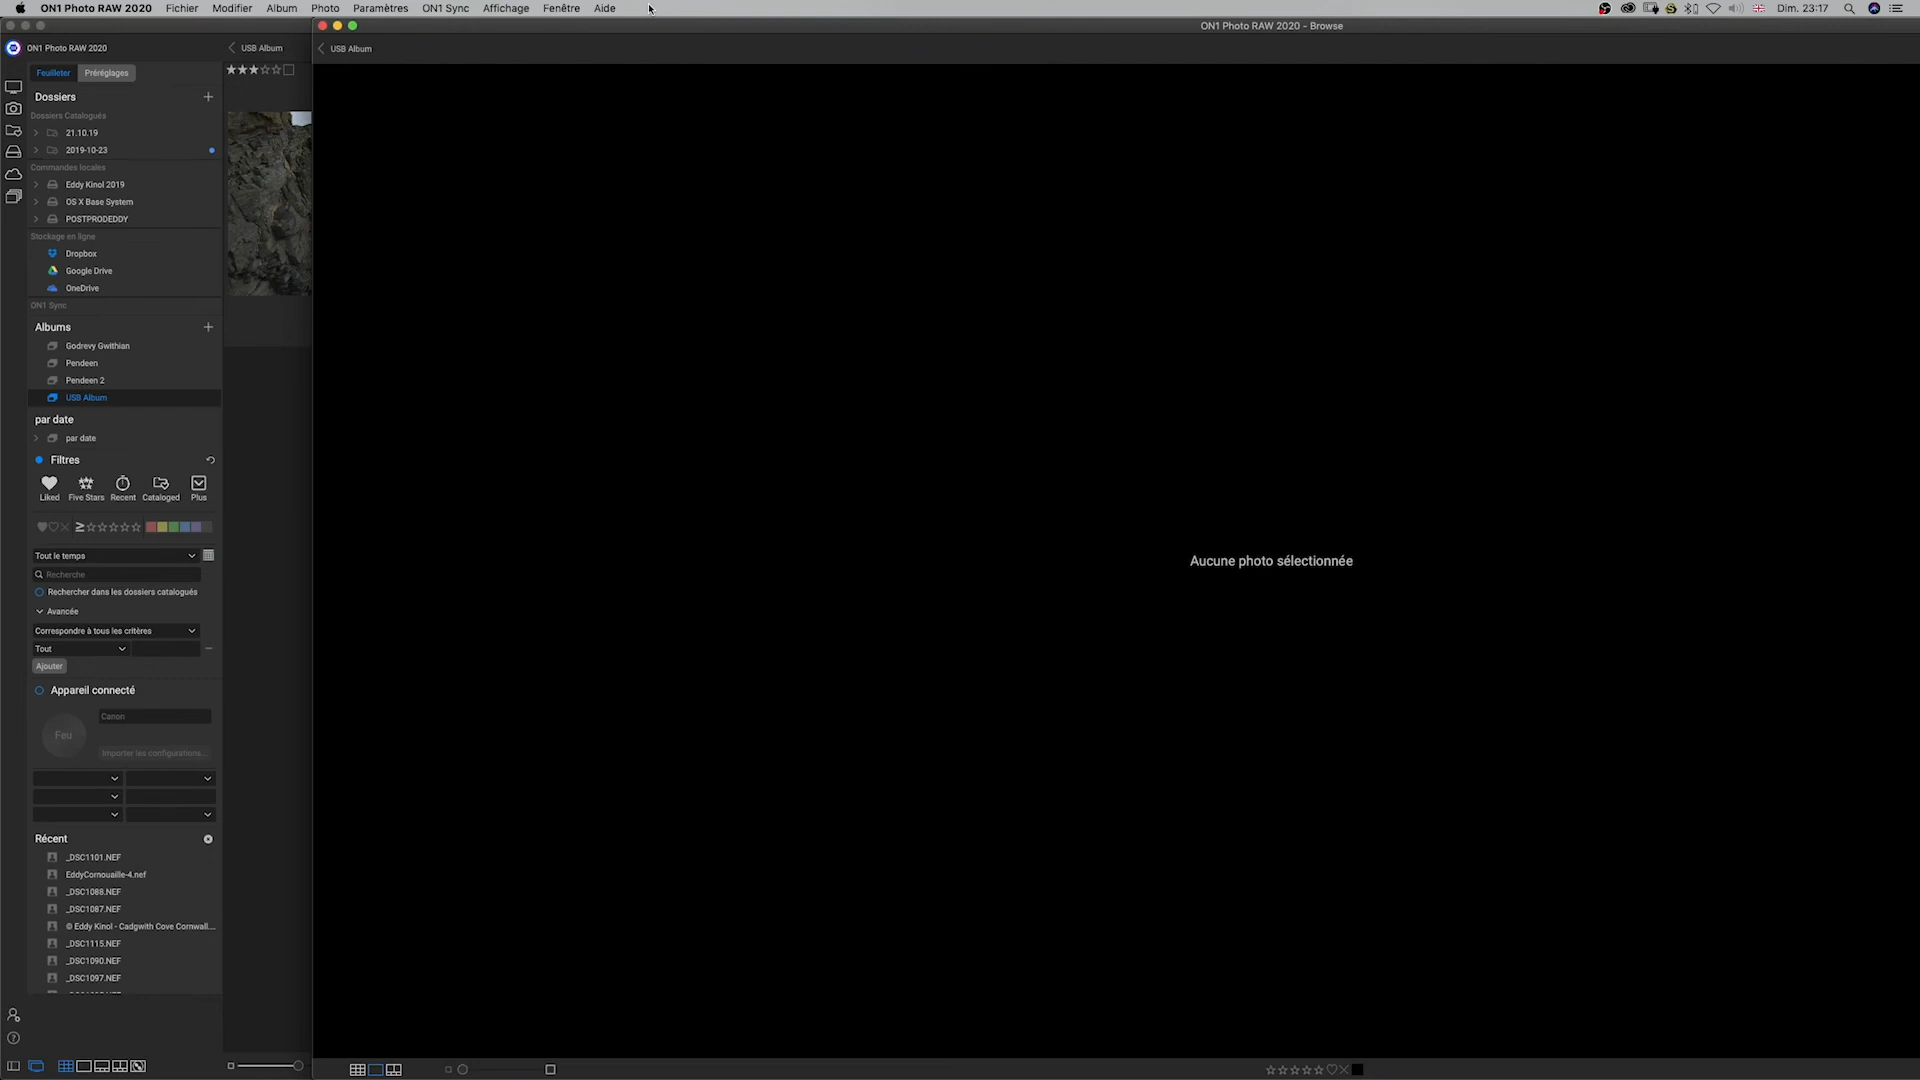 ON1 Photo RAW 2020 Fichier Modifier Album Photo Paramètres ON1 Sync Affichage Fenêtre Aide
Dim. 23:17
ON1 Photo RAW 2020 - Browse
ON1 Photo RAW 2020
USB Album
USB Album
Feuilleter
Préréglages
Dossiers
Dossiers Catalogués
21.10.19
2019-10-23
Commandes locales
Eddy Kinol 2019
OS X Base System
POSTPRODEDDY
Stockage en ligne
Dropbox
Google Drive
OneDrive
ON1 Sync
Albums
Godrevy Gwithian
Pendeen
Pendeen 2
USB Album
par date
par date
Filtres
Liked Five Stars Recent Cataloged Plus
Tout le temps
Recherche
Rechercher dans les dossiers catalogués
Avancée
Correspondre à tous les critères
Tout
Ajouter
Appareil connecté
Canon
Feu
Importer les configurations...
Récent
_DSC1101.NEF
EddyCornouaille-4.nef
_DSC1088.NEF
_DSC1087.NEF
© Eddy Kinol - Cadgwith Cove Cornwall...
_DSC1115.NEF
_DSC1090.NEF
_DSC1097.NEF
Aucune photo sélectionnée